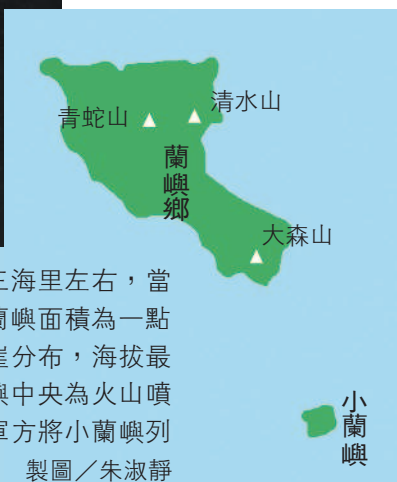 清水山
青蛇山
蘭嶼鄉
大森山
三海里左右，當
蘭嶼面積為一點
崖分布，海拔最
嶼中央為火山噴
軍方將小蘭嶼列
小蘭嶼
製圖／朱淑靜